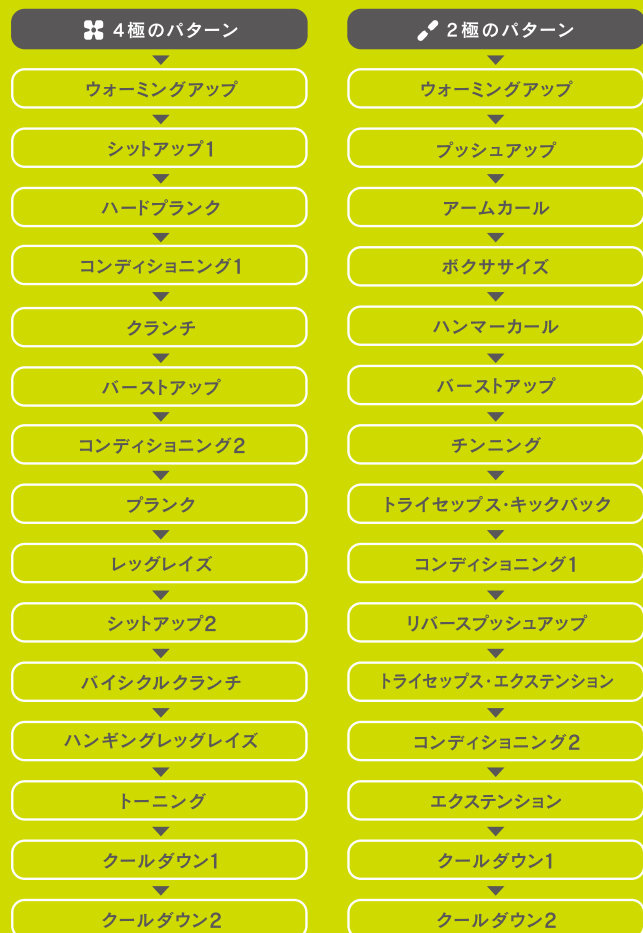 4極のパターン
ウォーミングアップ
シットアップ1
ハードプランク
コンディショニング1
クランチ
バーストアップ
コンディショニング2
プランク
レッグレイズ
シットアップ2
バイシクルクランチ
ハンギングレッグレイズ
トーニング
クールダウン1
クールダウン2
2極のパターン
ウォーミングアップ
プッシュアップ
アームカール
ボクササイズ
ハンマーカール
バーストアップ
チンニング
トライセップス・キックバック
コンディショニング1
リバースプッシュアップ
トライセップス・エクステンション
コンディショニング2
エクステンション
クールダウン1
クールダウン2